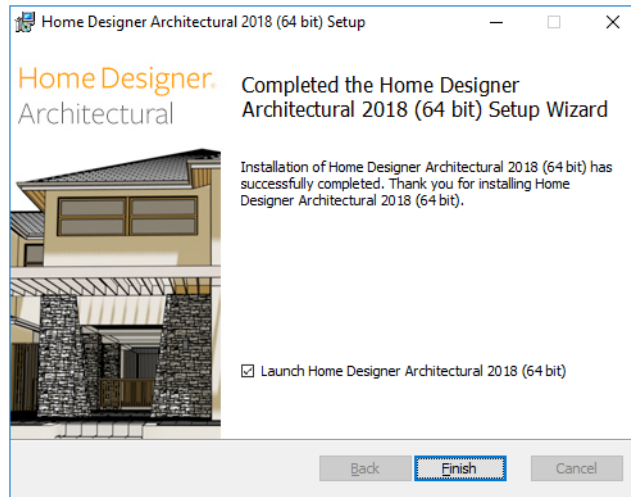 Home Designer Architectural 2018 (64 bit) Setup
Home Designer®
Architectural
Completed the Home Designer
Architectural 2018 (64 bit) Setup Wizard
Installation of Home Designer Architectural 2018 (64 bit) has
successfully completed. Thank you for installing Home
Designer Architectural 2018 (64 bit).
Launch Home Designer Architectural 2018 (64 bit)
Back
Finish
Cancel